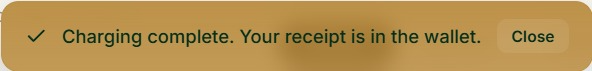 Charging complete. Your receipt is in the wallet. Close